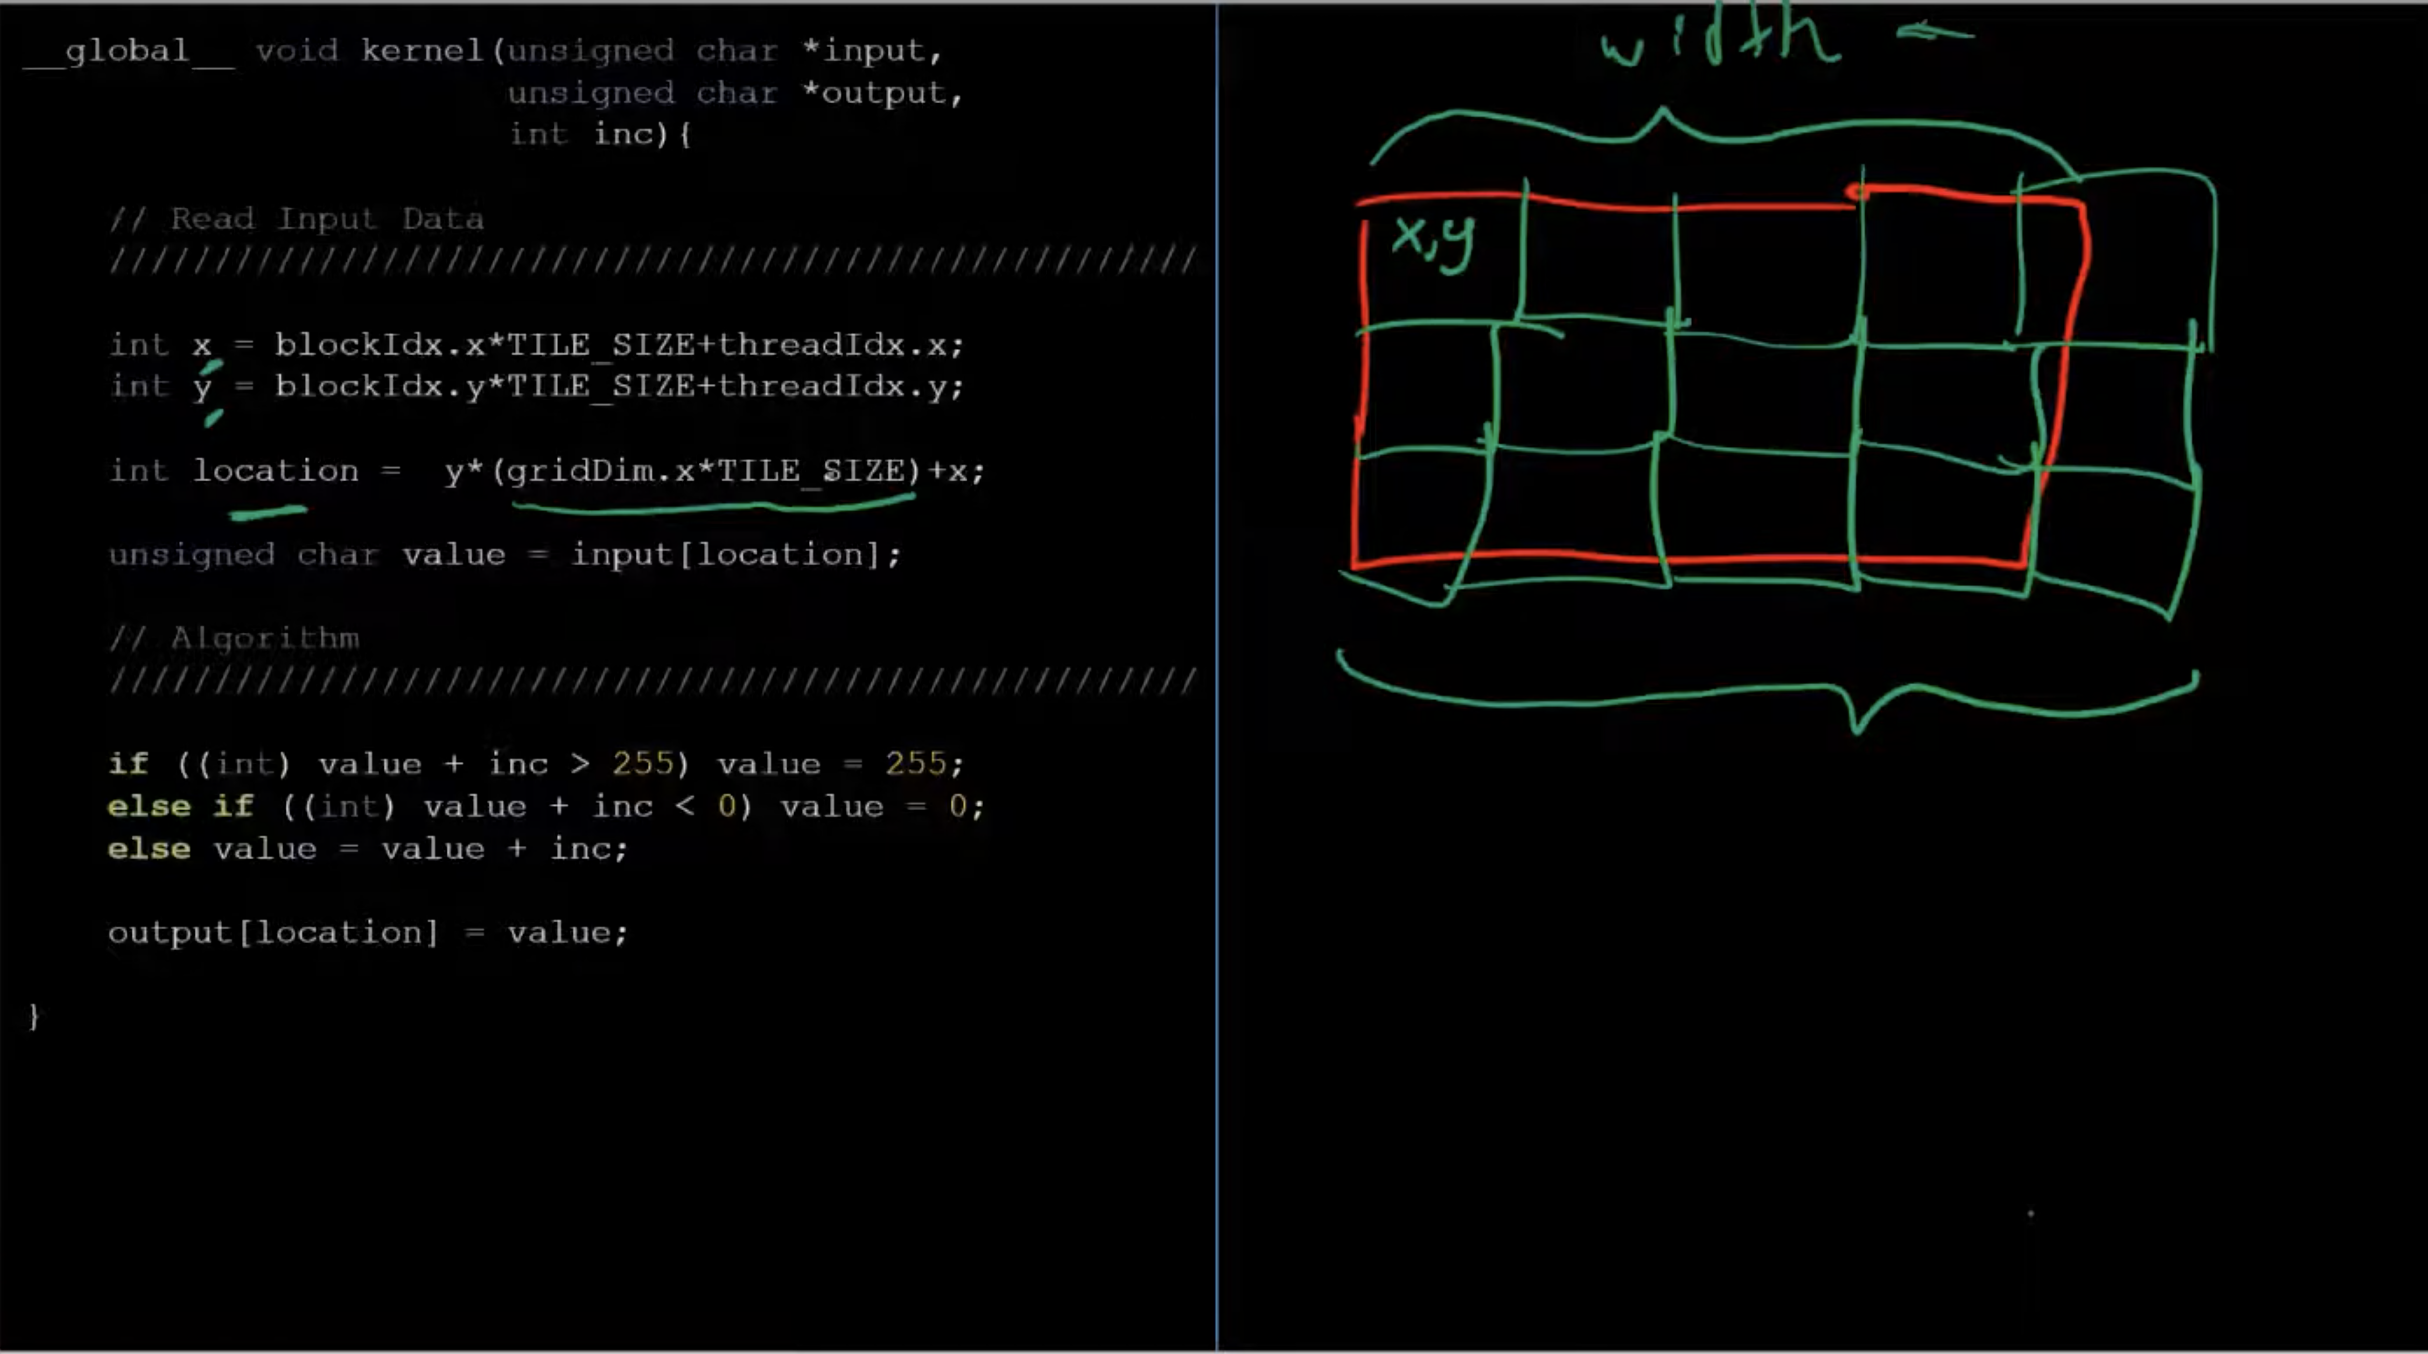 __global__ void kernel(unsigned char *input,
unsigned char *output,
int inc){
// Read Input Data
////////////////////////////////////////////////////
int x = blockIdx.x*TILE_SIZE+threadIdx.x;
int y = blockIdx.y*TILE_SIZE+threadIdx.y;
int location =  y*(gridDim.x*TILE_SIZE)+x;
unsigned char value = input[location];
// Algorithm
////////////////////////////////////////////////////
if ((int) value + inc > 255) value = 255;
else if ((int) value + inc < 0) value = 0;
else value = value + inc;
output[location] = value;
}
width ←
x,y